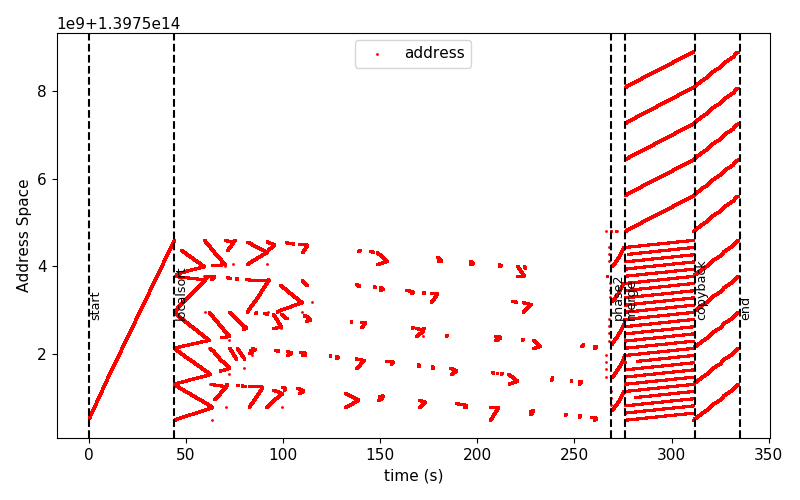 1e9+1.3975e14
address
Address Space
8
6
4
2
start
localsort
phase2
merge
copyback
end
0
50
100
150
200
250
300
350
time (s)